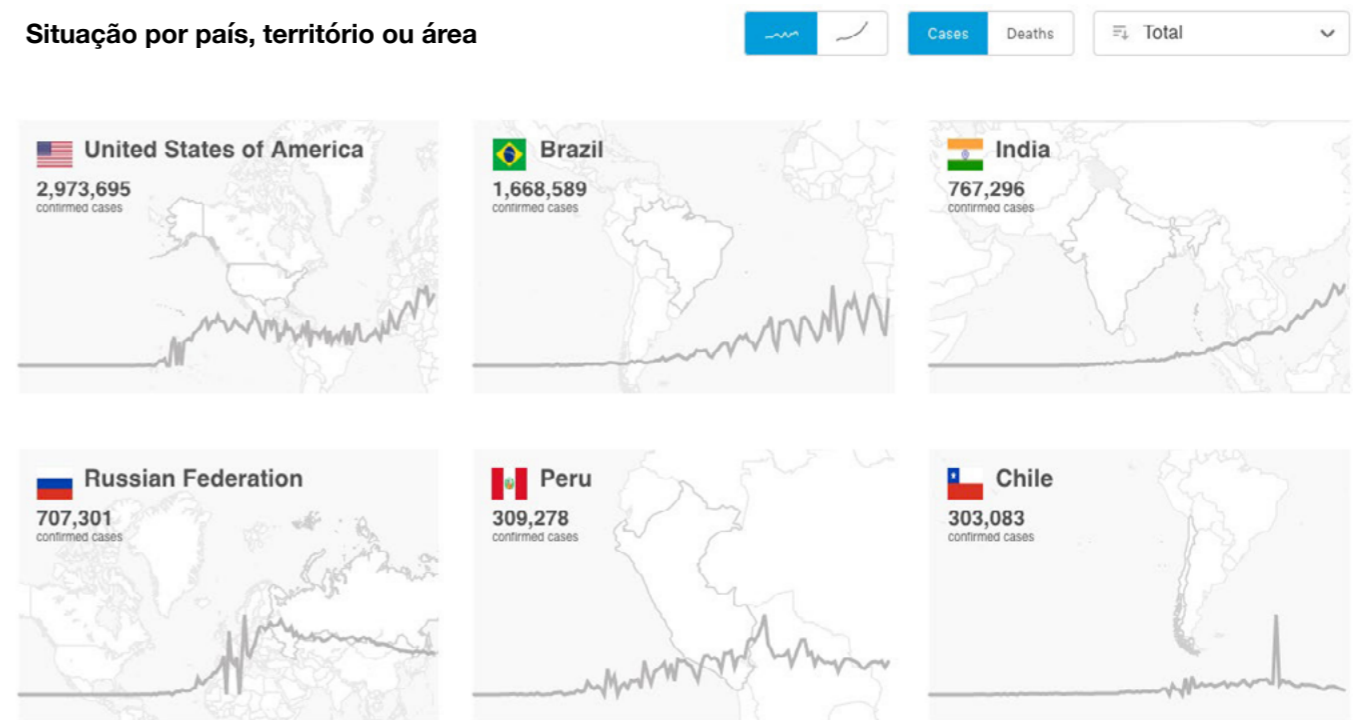 Situação por país, território ou área
Cases
Deaths
Total
United States of America
2,973,695
confirmed cases
Brazil
1,668,589
confirmed cases
India
767,296
confirmed cases
Russian Federation
707,301
confirmed cases
Peru
309,278
confirmed cases
Chile
303,083
confirmed cases